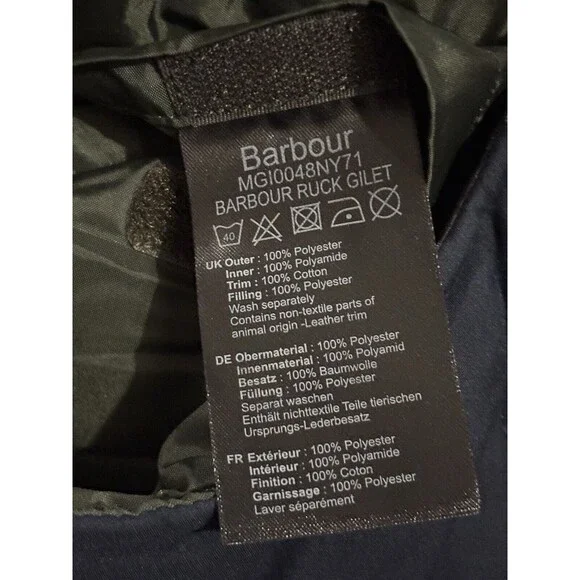 Barbour
MGI0048NY71
BARBOUR RUCK GILET
40
UK Outer : 100% Polyester
Inner : 100% Polyamide
Trim : 100% Cotton
Filling : 100% Polyester
Wash separately
Contains non-textile parts of
animal origin -Leather trim
DE Obermaterial : 100% Polyester
Innenmaterial : 100% Polyamid
Besatz : 100% Baumwolle
Füllung : 100% Polyester
Separat waschen
Enthält nichttextile Teile tierischen
Ursprungs-Lederbesatz
FR Extérieur : 100% Polyester
Intérieur : 100% Polyamide
Finition : 100% Coton
Garnissage : 100% Polyester
Laver séparément